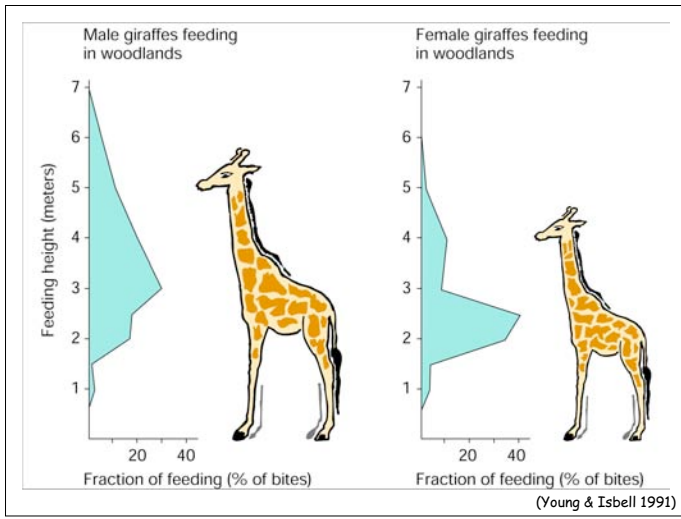 Male giraffes feeding
in woodlands
7
6
5
4
3
2
1
Feeding height (meters)
20 40
Fraction of feeding (% of bites)
Female giraffes feeding
in woodlands
7
6
5
4
3
2
1
20 40
Fraction of feeding (% of bites)
(Young & Isbell 1991)